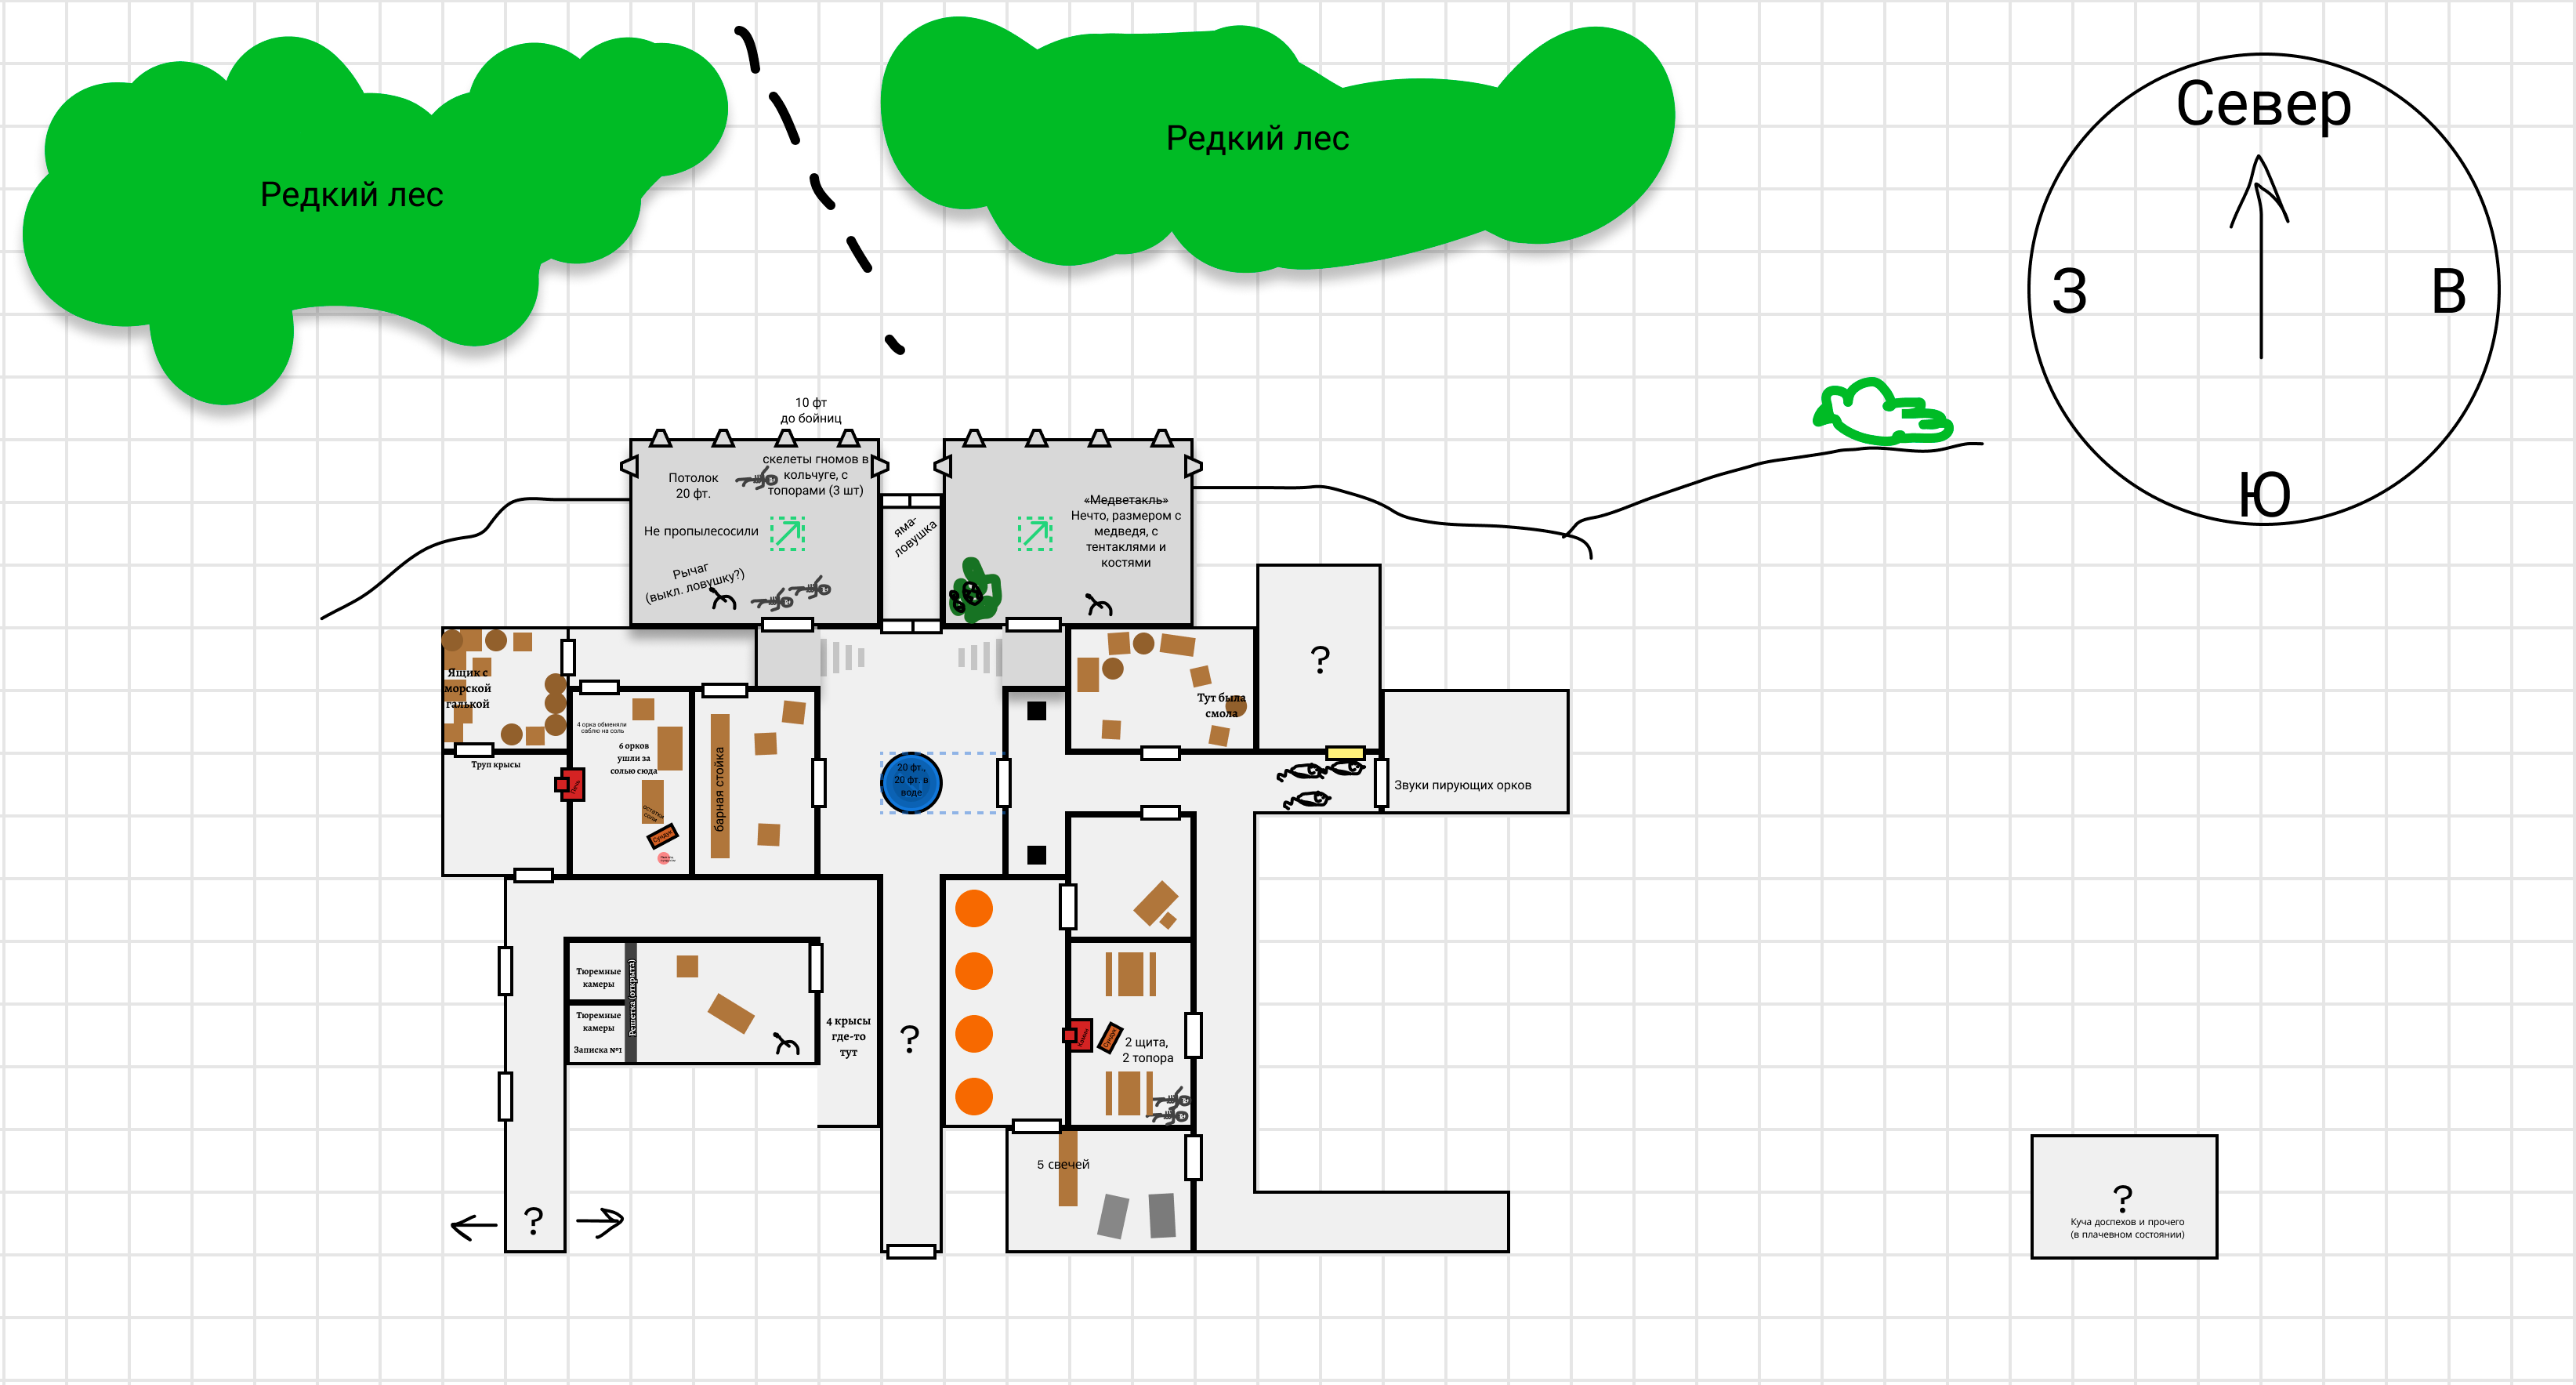 Север
Редкий лес
Редкий лес
З
В
Ю
10 фт
до бойниц
скелеты гномов в
кольчуге, с
топорами (3 шт)
Потолок
20 фт.
Не пропылесосили
Рычаг
(выкл. ловушку?)
яма-
ловушка
«Медветакль»
Нечто, размером с
медведя, с
тентаклями и
костями
?
Ящик с
морской
галькой
4 орка обменяли
саблю на соль
6 орков
ушли за
солью сюда
Тут была
смола
Труп крысы
барная стойка
20 фт.,
20 фт. в
воде
Звуки пирующих орков
остатки
соли
Сундук
Тюремные
камеры
Решетка (открыта)
Тюремные
камеры
Записка №1
4 крысы
где-то
тут
?
Сундук
2 щита,
2 топора
5 свечей
?
?
Куча доспехов и прочего
(в плачевном состоянии)